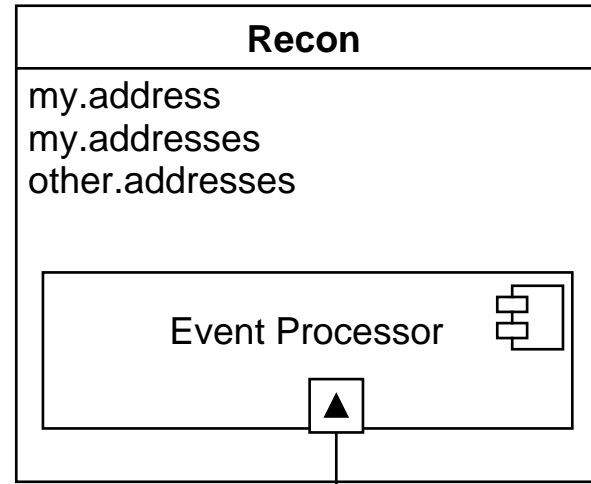 Recon
my.address
my.addresses
other.addresses
Event Processor